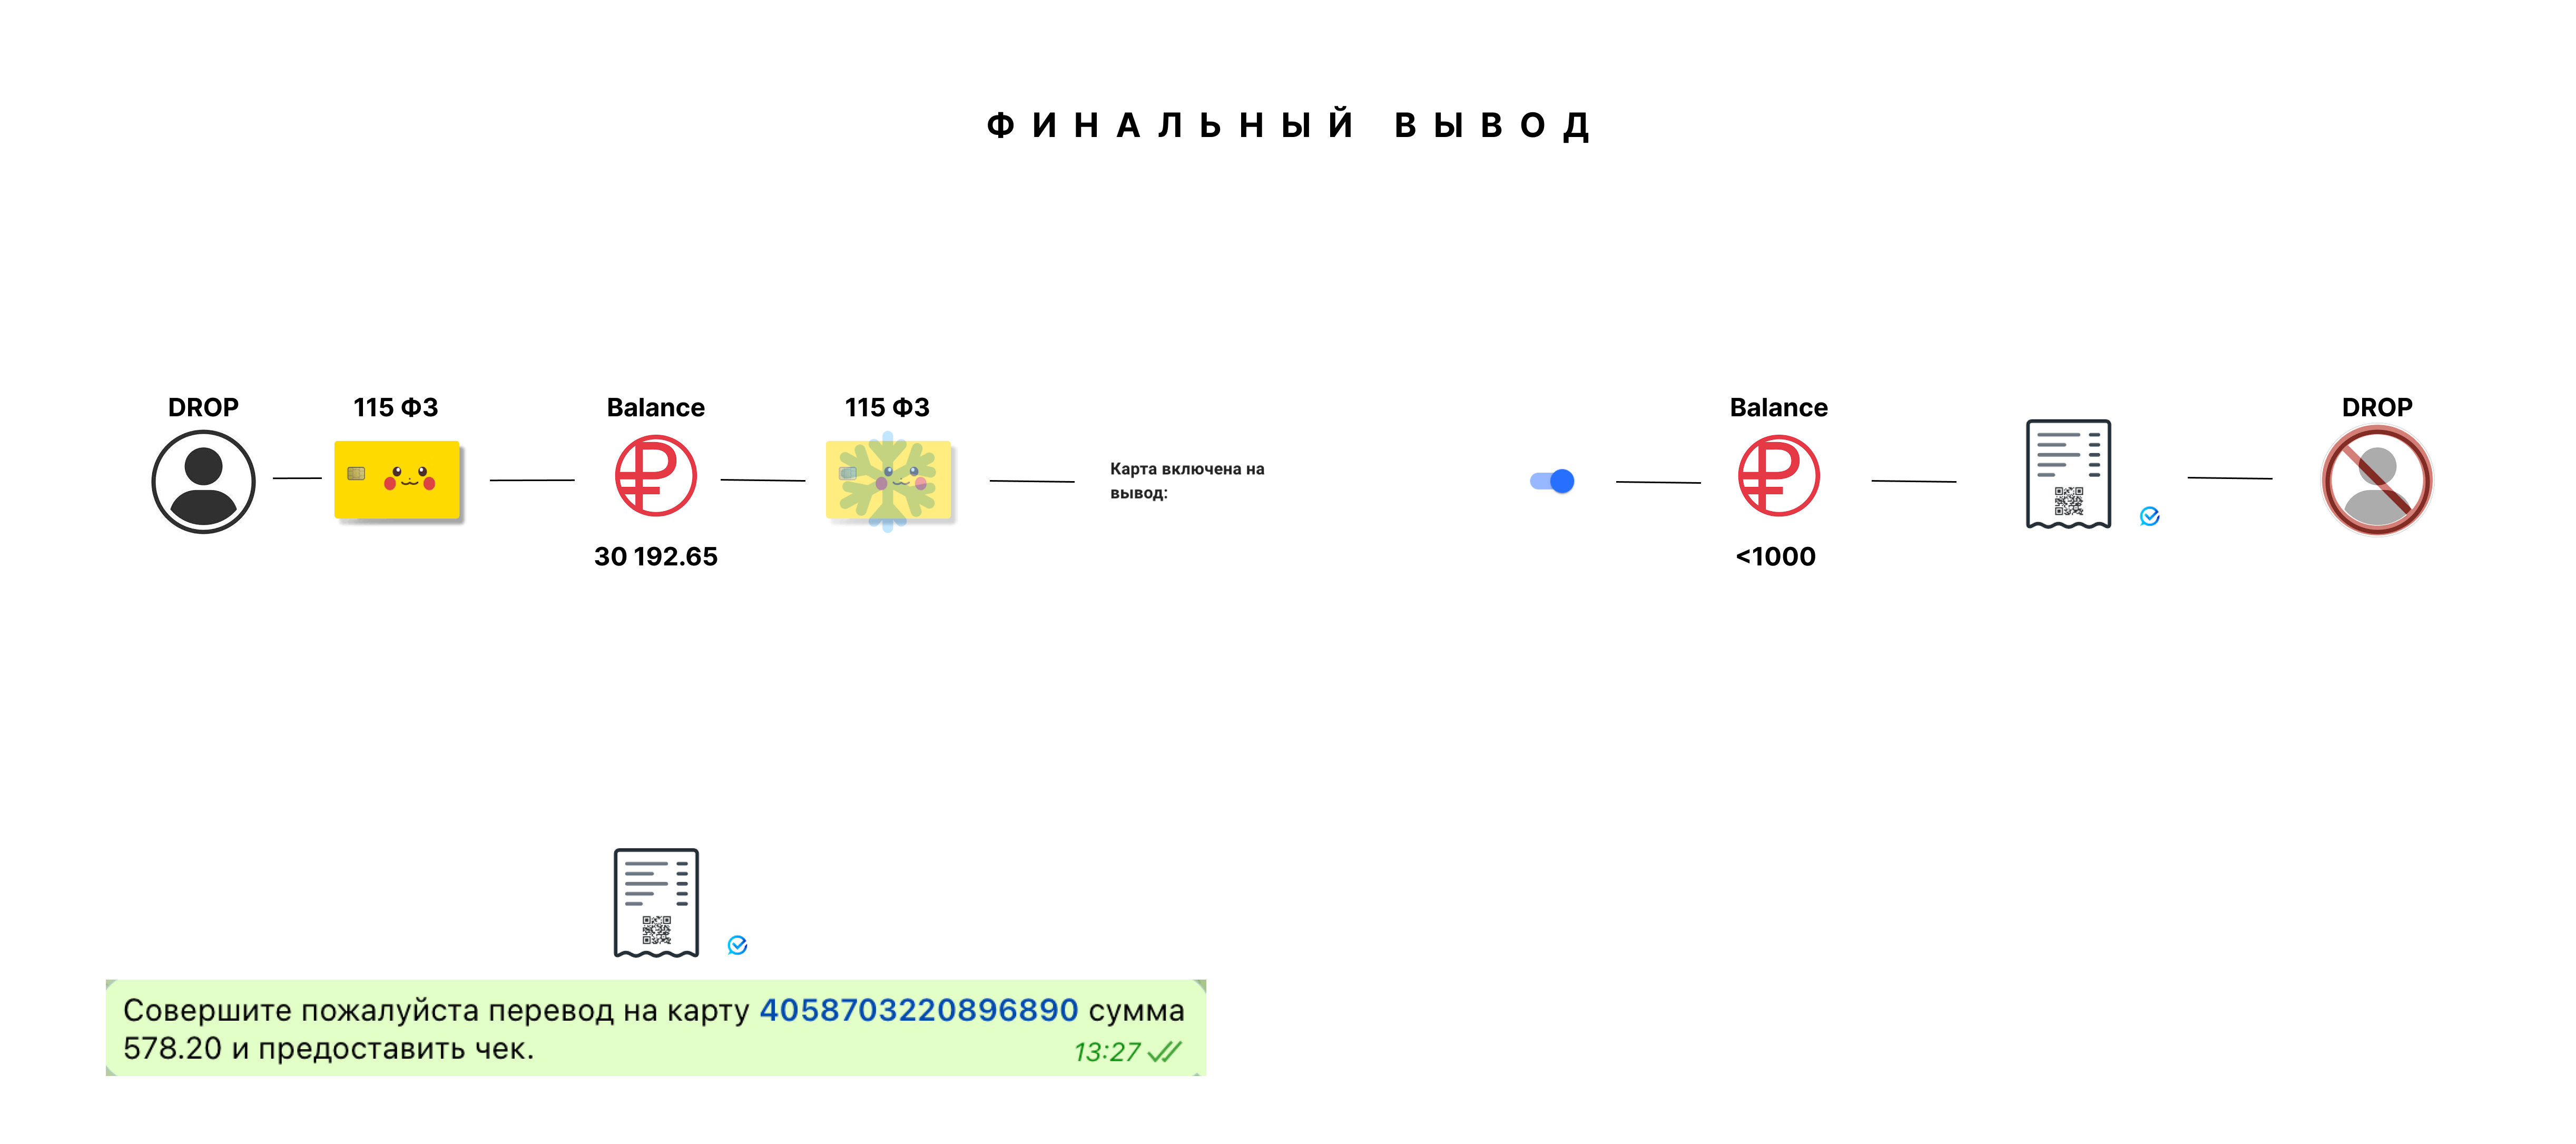 ФИНАЛЬНЫЙ ВЫВОД
DROP
115 ФЗ
Balance
30 192.65
115 ФЗ
Карта включена на
вывод:
Balance
<1000
DROP
Совершите пожалуйста перевод на карту 4058703220896890 сумма
578.20 и предоставить чек.
13:27